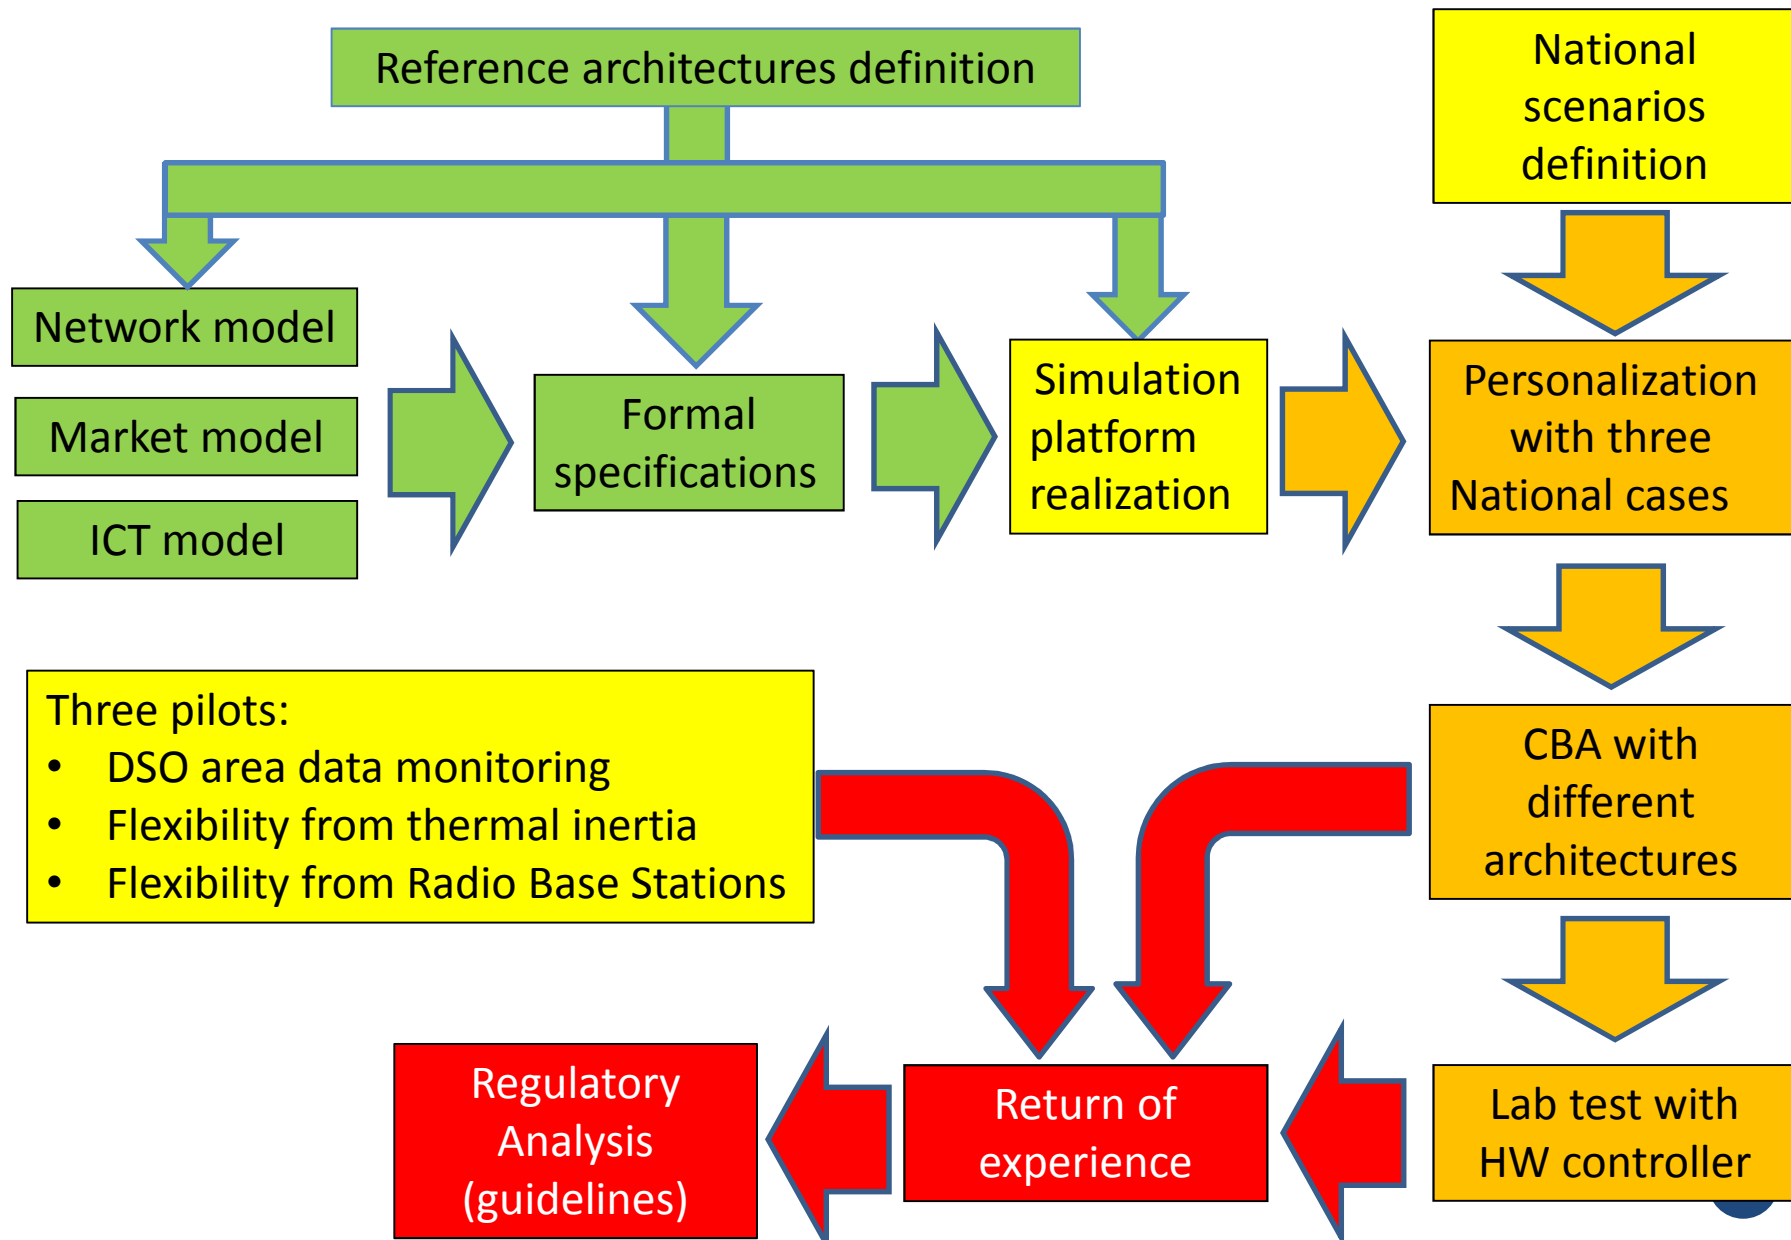 Reference architectures definition
National
scenarios
definition
Network model
Market model
ICT model
Formal
specifications
Simulation
platform
realization
Personalization
with three
National cases
Three pilots:
• DSO area data monitoring
• Flexibility from thermal inertia
• Flexibility from Radio Base Stations
CBA with
different
architectures
Regulatory
Analysis
(guidelines)
Return of
experience
Lab test with
HW controller